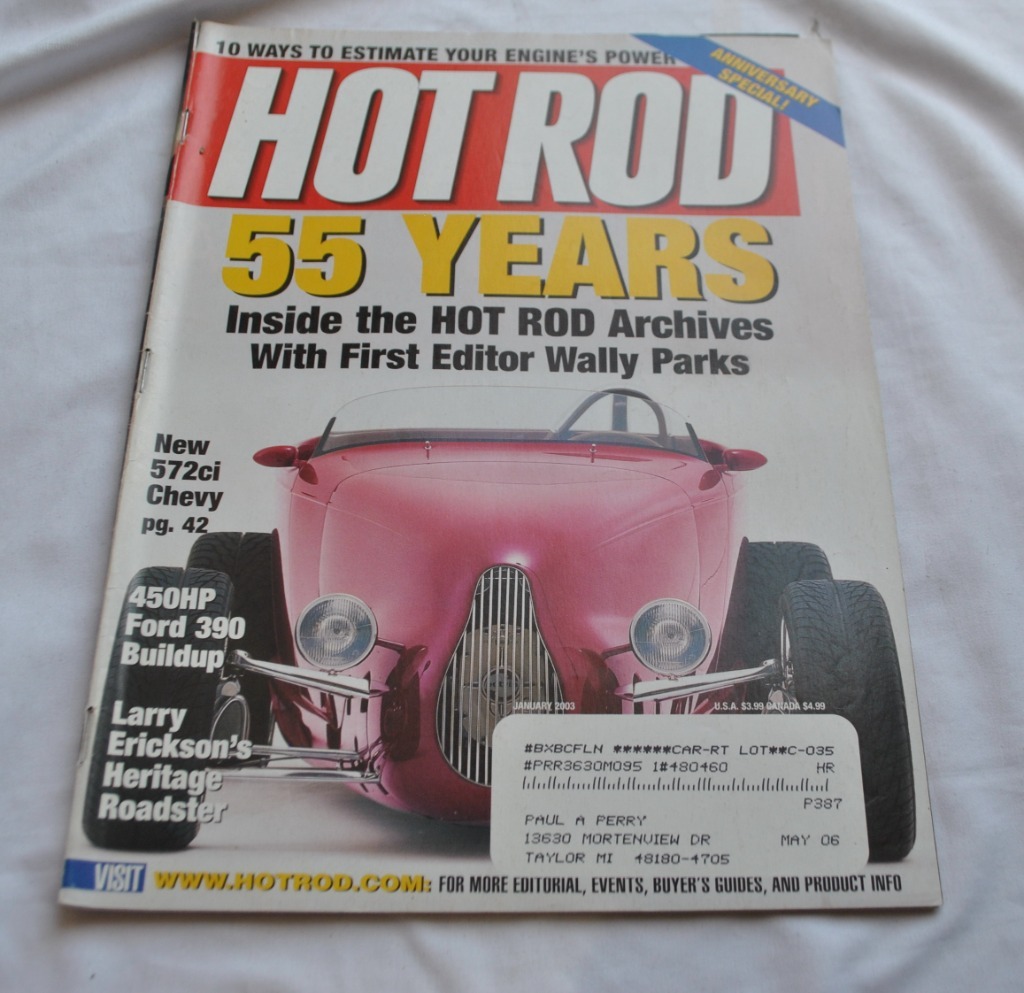 10 WAYS TO ESTIMATE YOUR ENGINE'S POWER
ANNIVERSARY
SPECIAL!
HOT ROD
55 YEARS
Inside the HOT ROD Archives
With First Editor Wally Parks
New
572ci
Chevy
pg. 42
450HP
Ford 390
Buildup
Larry
Erickson's
Heritage
Roadster
JANUARY 2003
U.S.A. $3.99 CANADA $4.99
#BXBCFLN ******CAR-RT LOT**C-035
#PRR3630M095 1#480460 HR
P387
PAUL A PERRY
13630 MORTENVIEW DR MAY 06
TAYLOR MI 48180-4705
VISIT WWW.HOTROD.COM: FOR MORE EDITORIAL, EVENTS, BUYER'S GUIDES, AND PRODUCT INFO